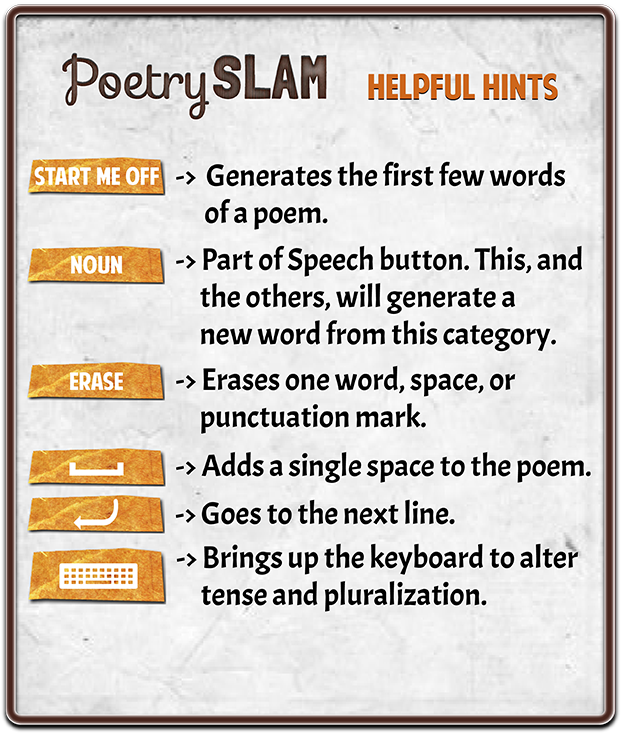 PoetrySLAM HELPFUL HINTS
START ME OFF -> Generates the first few words
of a poem.
NOUN -> Part of Speech button. This, and
the others, will generate a
new word from this category.
ERASE -> Erases one word, space, or
punctuation mark.
-> Adds a single space to the poem.
-> Goes to the next line.
-> Brings up the keyboard to alter
tense and pluralization.